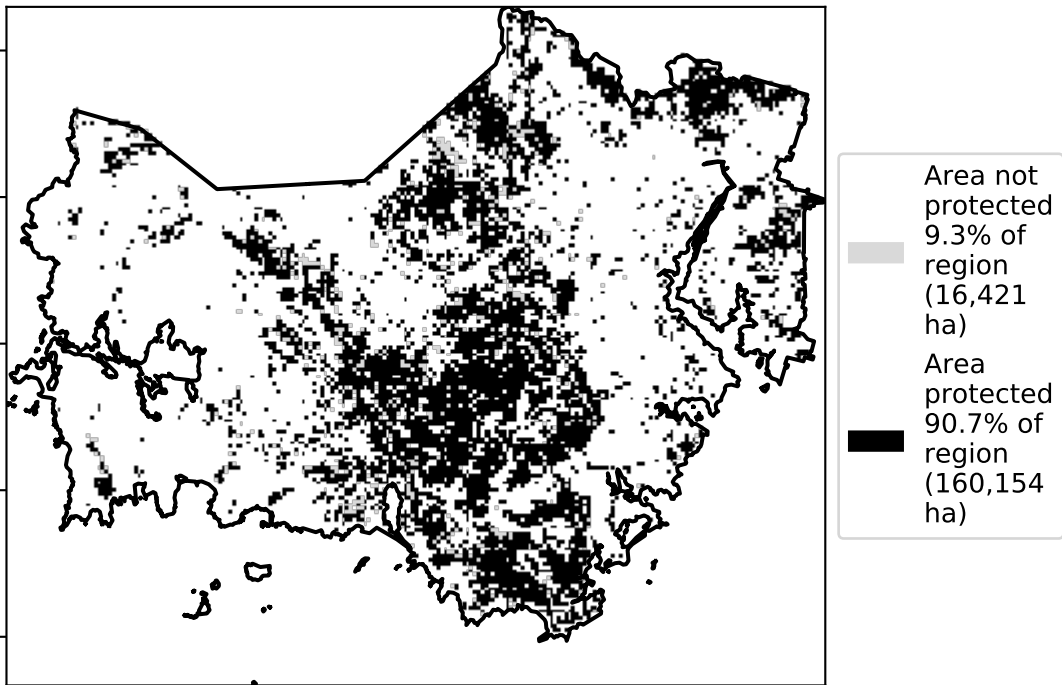 Area not
protected
9.3% of
region
(16,421
ha)
Area
protected
90.7% of
region
(160,154
ha)